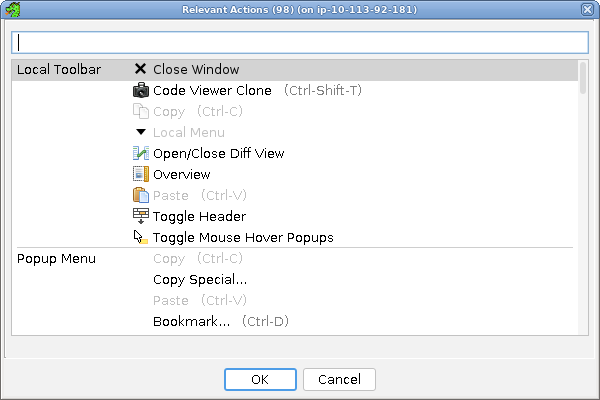 Relevant Actions (98) (on ip-10-113-92-181)
Local Toolbar Close Window
Code Viewer Clone (Ctrl-Shift-T)
Copy (Ctrl-C)
Local Menu
Open/Close Diff View
Overview
Paste (Ctrl-V)
Toggle Header
Toggle Mouse Hover Popups
Popup Menu Copy (Ctrl-C)
Copy Special...
Paste (Ctrl-V)
Bookmark... (Ctrl-D)
OK Cancel